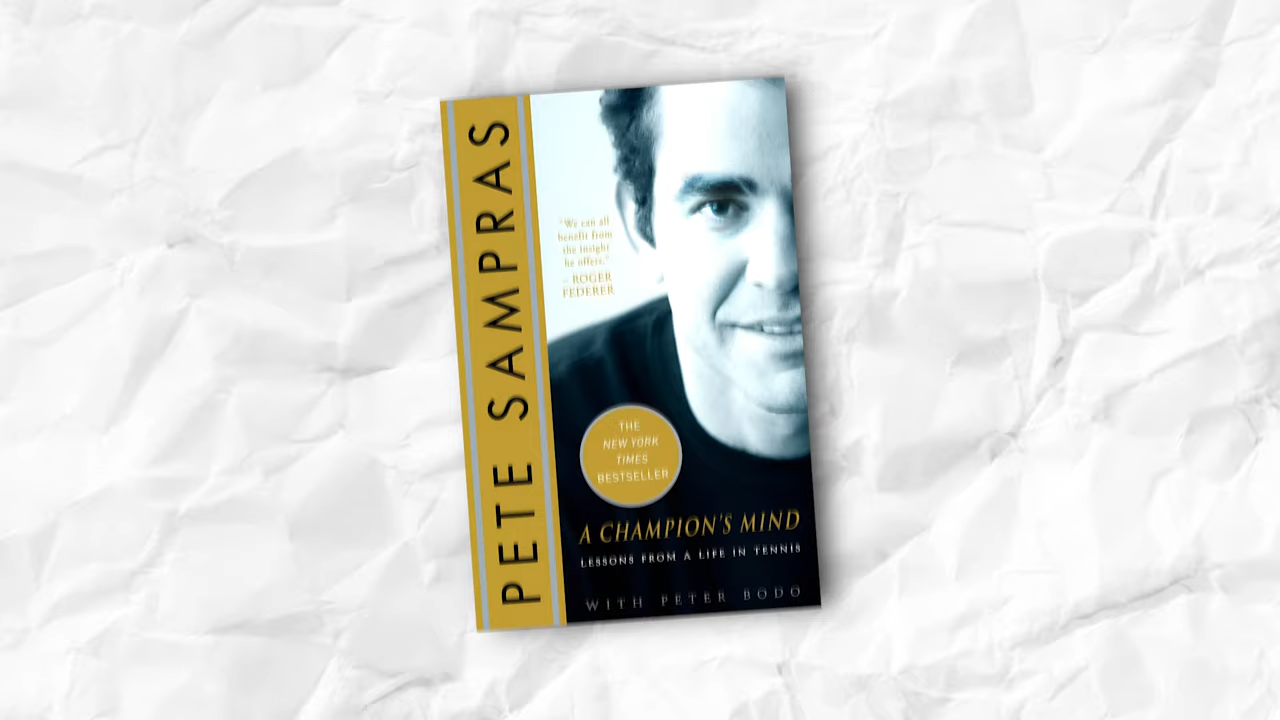 PETE SAMPRAS
"We can all
benefit from
the insight
he offers."
– ROGER
FEDERER
THE
NEW YORK
TIMES
BESTSELLER
A CHAMPION'S MIND
LESSONS FROM A LIFE IN TENNIS
WITH PETER BODO